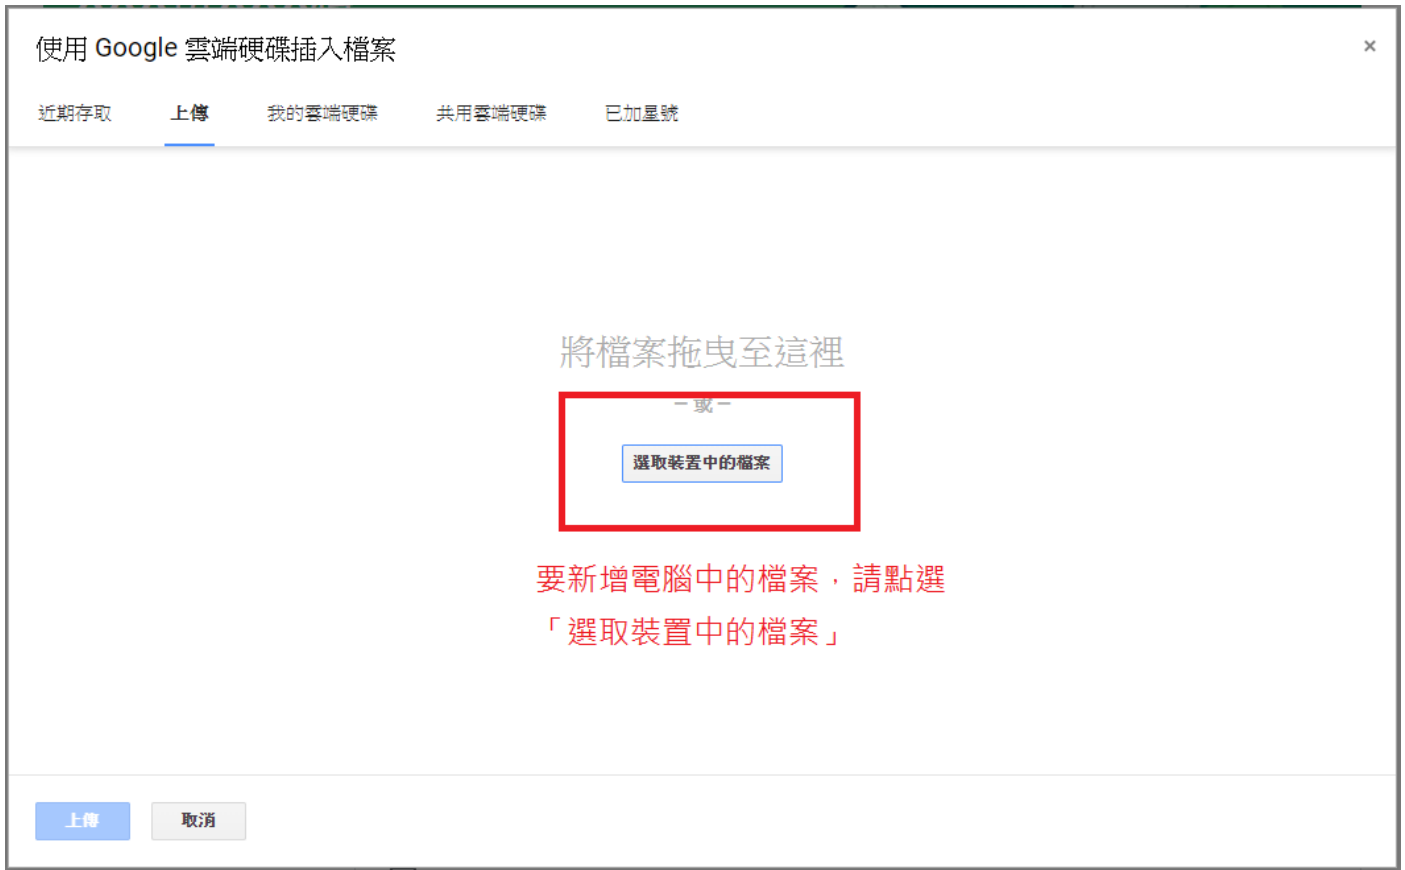 使用 Google 雲端硬碟插入檔案
×
近期存取 上傳 我的雲端硬碟 共用雲端硬碟 已加星號
將檔案拖曳至這裡
– 或 –
選取裝置中的檔案
要新增電腦中的檔案，請點選
「選取裝置中的檔案」
上傳 取消